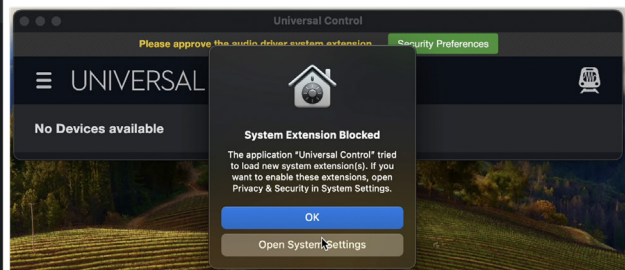 Universal Control
Please approve the audio driver system extension
Security Preferences
UNIVERSAL
No Devices available
System Extension Blocked
The application “Universal Control” tried
to load new system extension(s). If you
want to enable these extensions, open
Privacy & Security in System Settings.
OK
Open System Settings